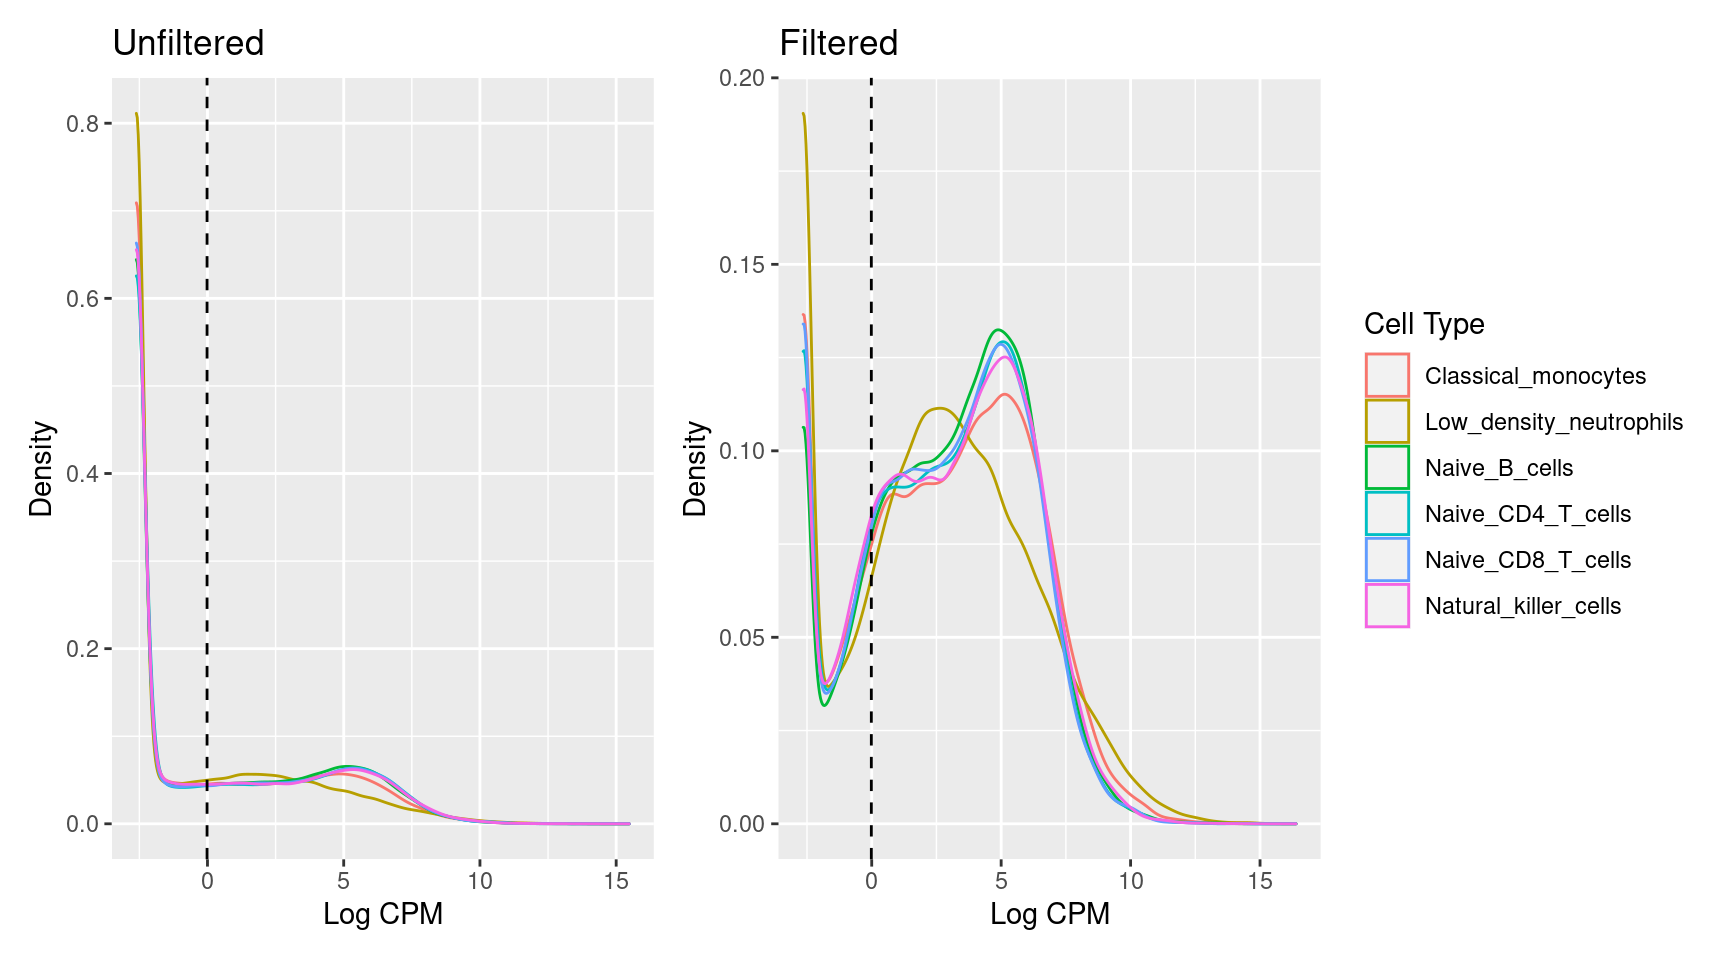 Unfiltered
0.8
0.6
0.4
0.2
0.0
Density
0 5 10 15
Log CPM
Filtered
0.20
0.15
0.10
0.05
0.00
Density
0 5 10 15
Log CPM
Cell Type
Classical_monocytes
Low_density_neutrophils
Naive_B_cells
Naive_CD4_T_cells
Naive_CD8_T_cells
Natural_killer_cells